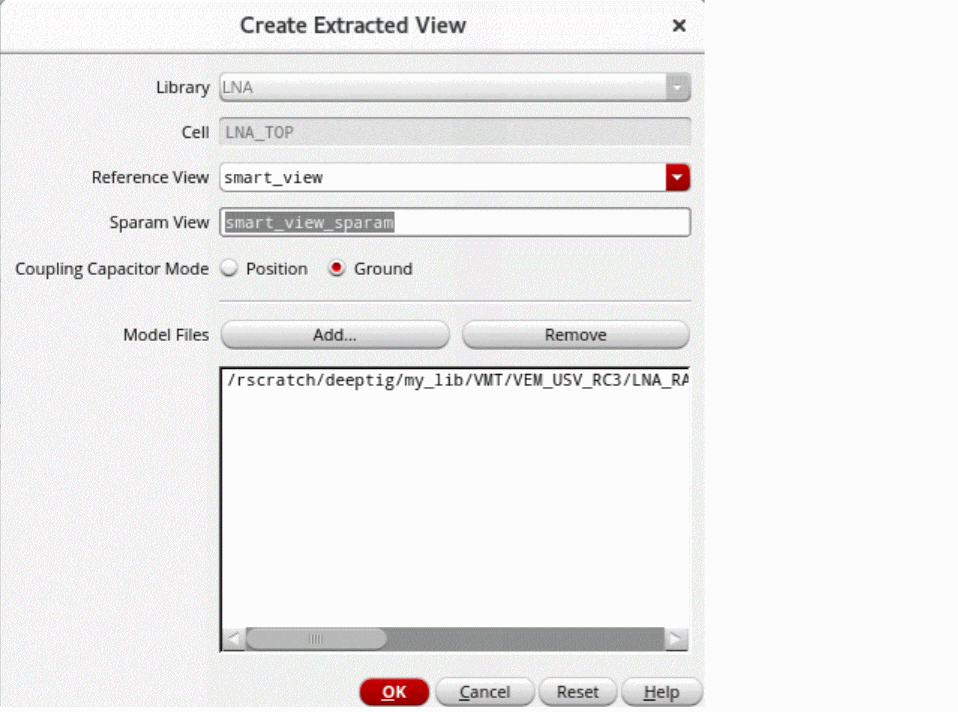 Create Extracted View
Library LNA
Cell LNA_TOP
Reference View smart_view
Sparam View smart_view_sparam
Coupling Capacitor Mode Position Ground
Model Files Add... Remove
/rscratch/deeptig/my_lib/VMT/VEM_USV_RC3/LNA_RA
OK Cancel Reset Help